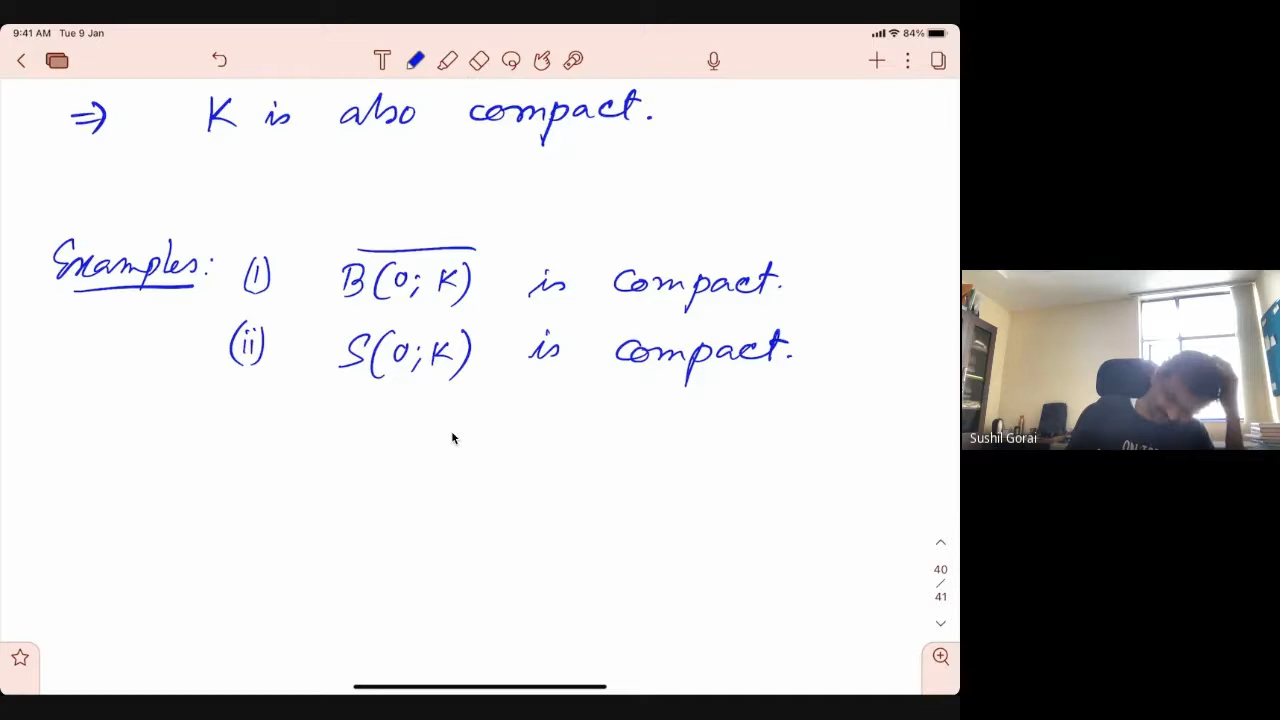 9:41 AM Tue 9 Jan
84%
⇒ K is also compact.
Examples: (i) $\overline{B(0; K)}$ is compact.
(ii) S(0; K) is compact.
Sushil Gorai
40
/
41